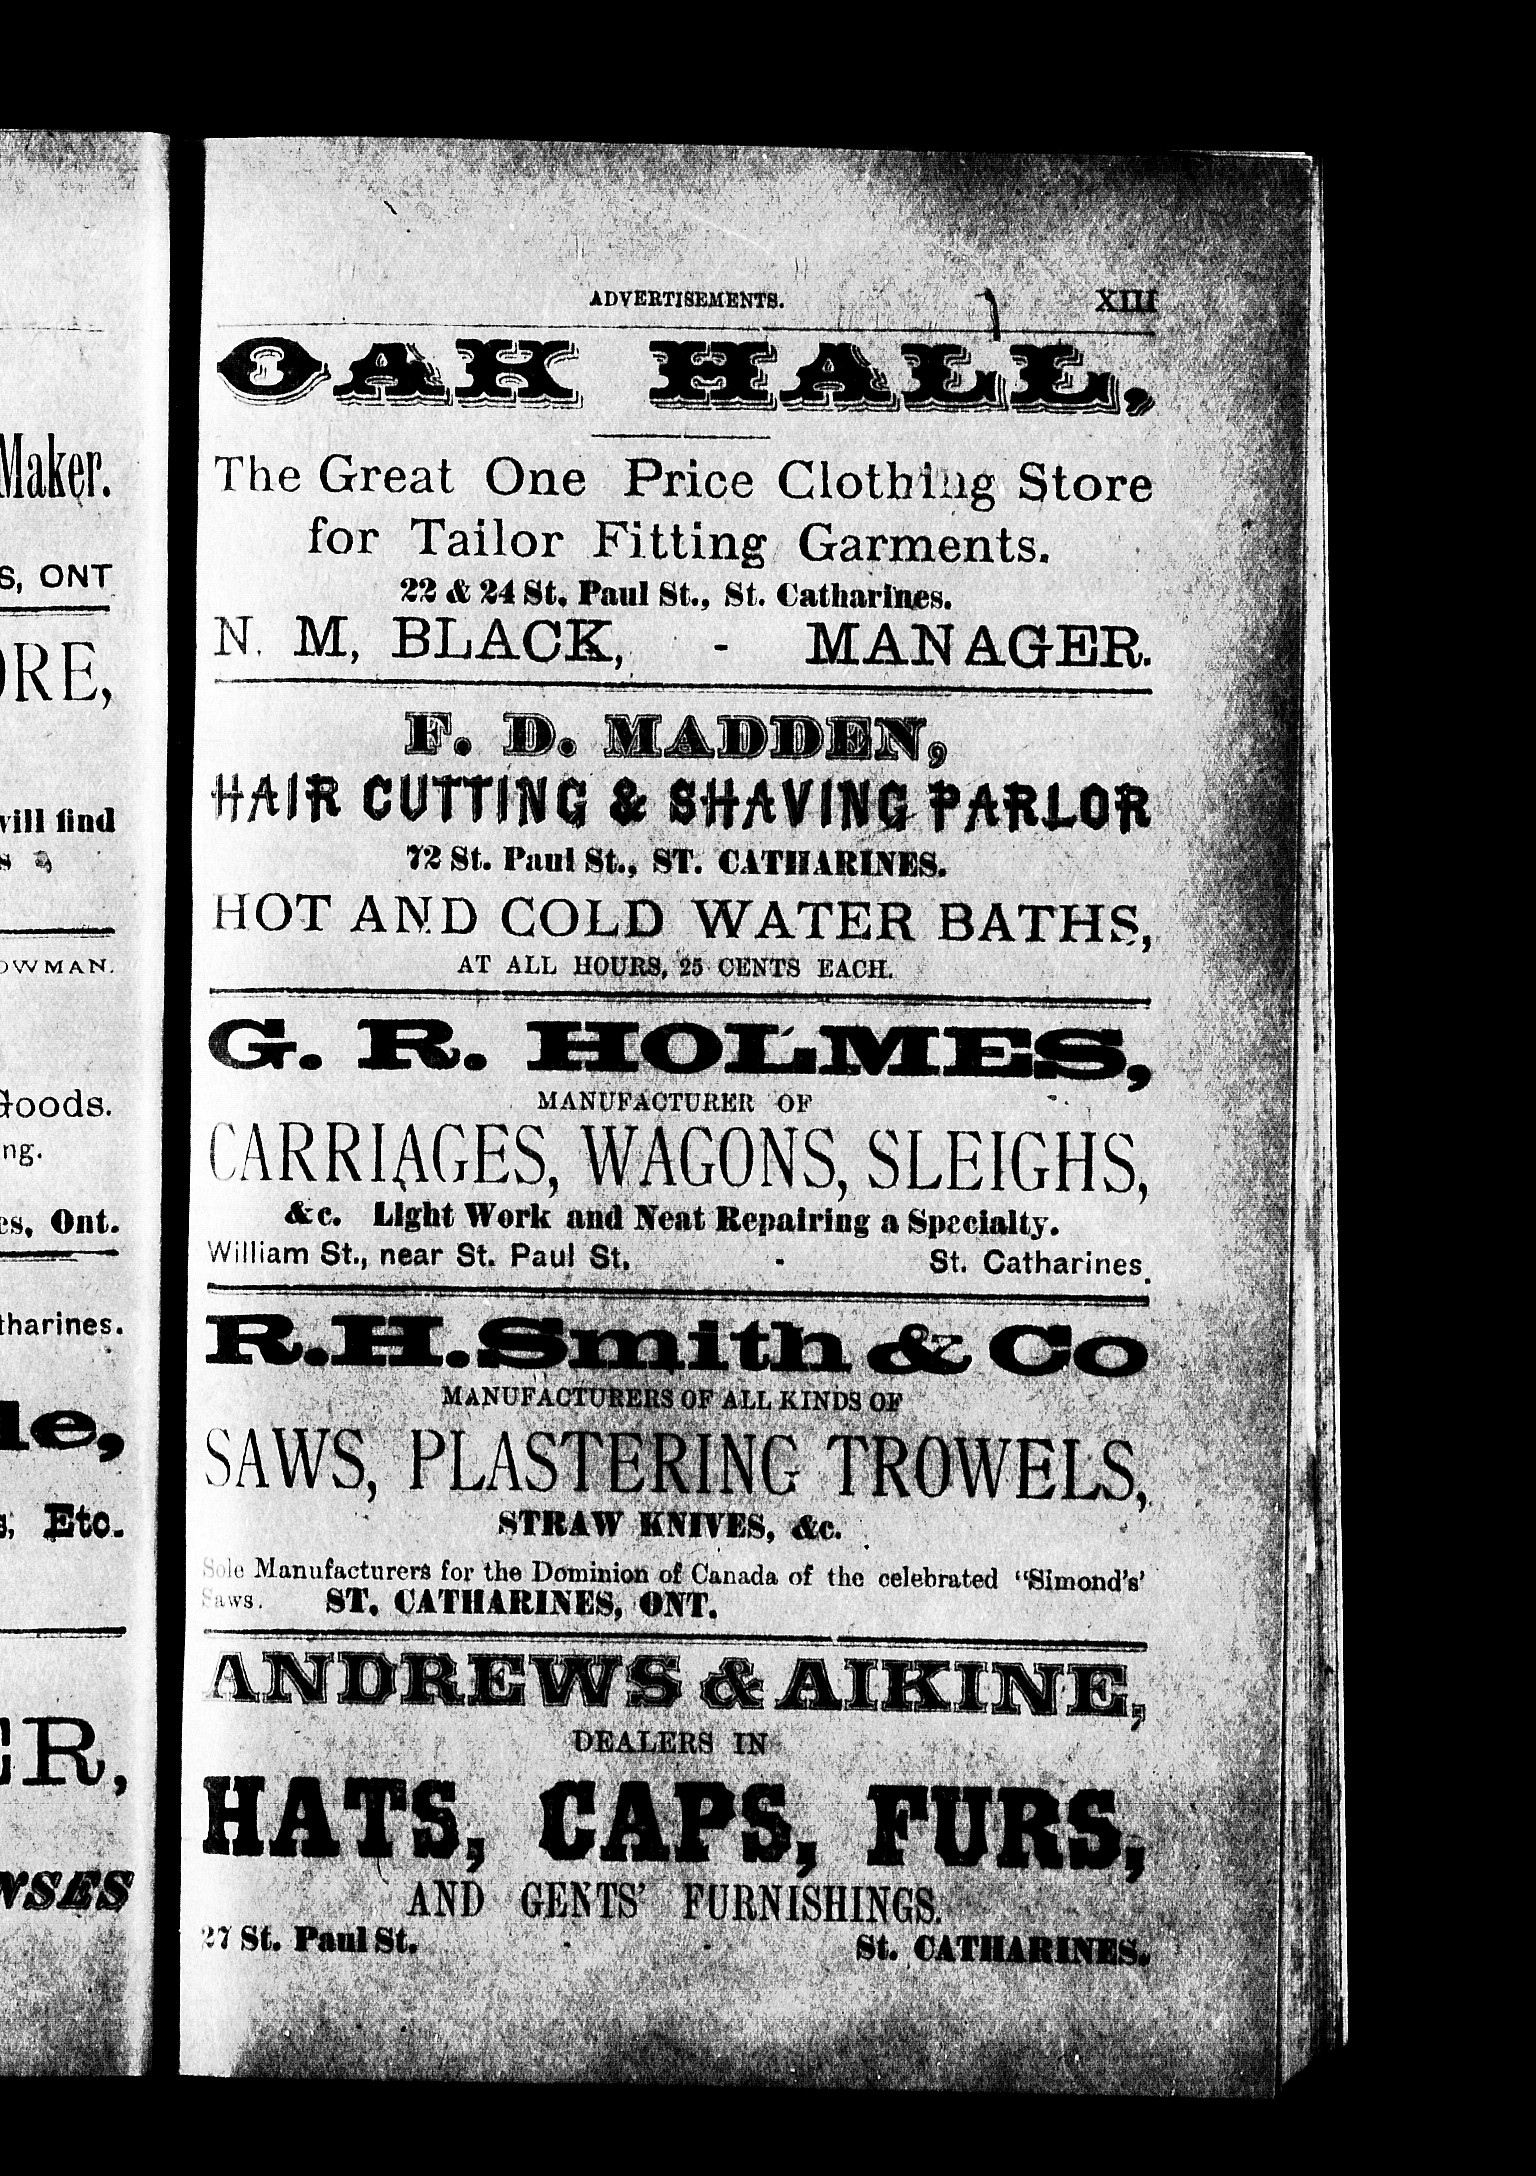 Maker.
S, ONT
ORE,
will find
OWMAN.
Goods.
ng.
es, Ont.
tharines.
le,
s, Etc.
ER,
NSES
ADVERTISEMENTS. XIII
OAK HALL,
The Great One Price Clothing Store
for Tailor Fitting Garments.
22 & 24 St. Paul St., St. Catharines.
N. M, BLACK, - MANAGER.
F. D. MADDEN,
HAIR CUTTING & SHAVING PARLOR
72 St. Paul St., ST. CATHARINES.
HOT AND COLD WATER BATHS,
AT ALL HOURS, 25 CENTS EACH.
G. R. HOLMES,
MANUFACTURER OF
CARRIAGES, WAGONS, SLEIGHS,
&c. Light Work and Neat Repairing a Specialty.
William St., near St. Paul St. - St. Catharines.
R. H. Smith & Co
MANUFACTURERS OF ALL KINDS OF
SAWS, PLASTERING TROWELS,
STRAW KNIVES, &c.
Sole Manufacturers for the Dominion of Canada of the celebrated "Simond's'
Saws. ST. CATHARINES, ONT.
ANDREWS & AIKINE,
DEALERS IN
HATS, CAPS, FURS,
AND GENTS' FURNISHINGS.
27 St. Paul St. - - St. CATHARINES.